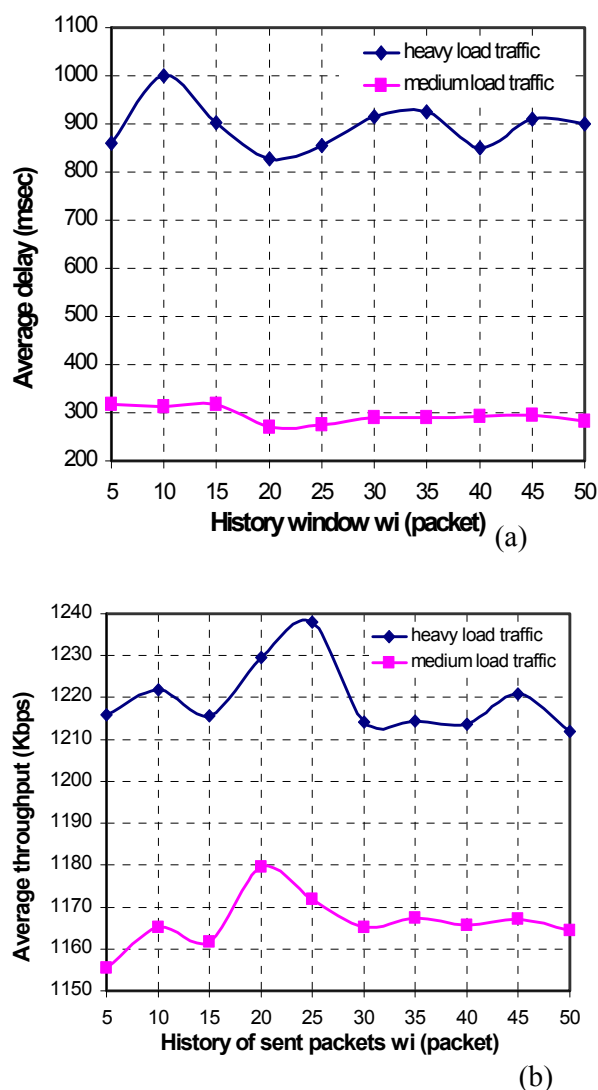 heavy load traffic
medium load traffic
1100
1000
900
800
700
600
500
400
300
200
Average delay (msec)
5 10 15 20 25 30 35 40 45 50
History window wi (packet)
(a)
heavy load traffic
medium load traffic
1240
1230
1220
1210
1200
1190
1180
1170
1160
1150
Average throughput (Kbps)
5 10 15 20 25 30 35 40 45 50
History of sent packets wi (packet)
(b)